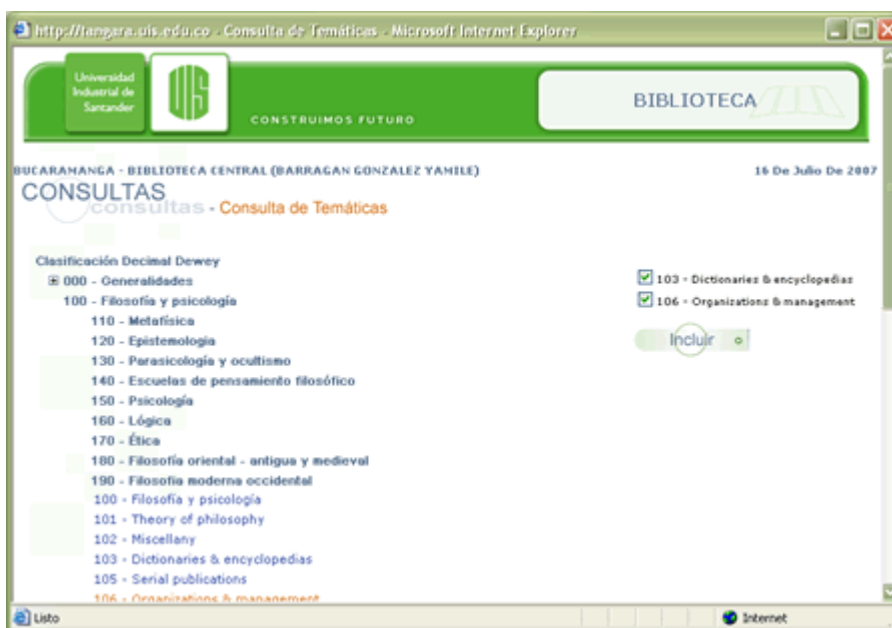 http://tangara.uis.edu.co - Consulta de Temáticas - Microsoft Internet Explorer
Universidad
Industrial de
Santander
UIS
CONSTRUIMOS FUTURO
BIBLIOTECA
BUCARAMANGA - BIBLIOTECA CENTRAL (BARRAGAN GONZALEZ YAMILE)
16 De Julio De 2007
CONSULTAS
consultas - Consulta de Temáticas
Clasificación Decimal Dewey
000 - Generalidades
100 - Filosofía y psicología
110 - Metafísica
120 - Epistemología
130 - Parasicología y ocultismo
140 - Escuelas de pensamiento filosófico
150 - Psicología
160 - Lógica
170 - Ética
180 - Filosofía oriental - antigua y medieval
190 - Filosofía moderna occidental
100 - Filosofía y psicología
101 - Theory of philosophy
102 - Miscellany
103 - Dictionaries & encyclopedias
105 - Serial publications
106 - Organizations & management
103 - Dictionaries & encyclopedias
106 - Organizations & management
Incluir
Listo
Internet